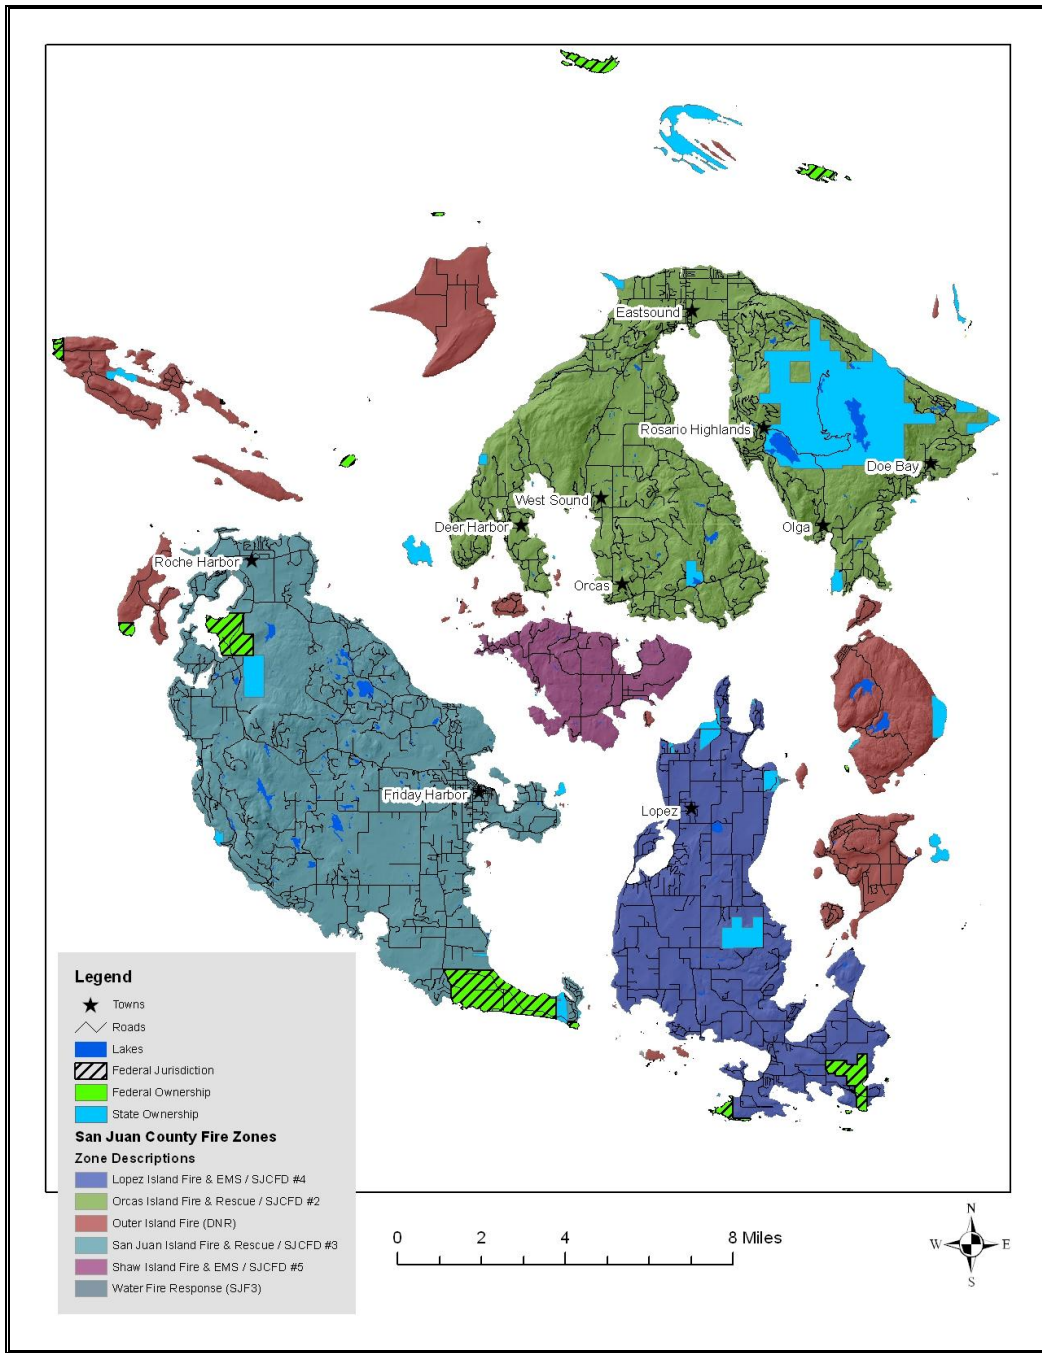 Eastsound
Rosario Highlands
Doe Bay
West Sound
Deer Harbor
Olga
Roche Harbor
Orcas
Friday Harbor
Lopez
Legend
Towns
Roads
Lakes
Federal Jurisdiction
Federal Ownership
State Ownership
San Juan County Fire Zones
Zone Descriptions
Lopez Island Fire & EMS / SJCFD #4
Orcas Island Fire & Rescue / SJCFD #2
Outer Island Fire (DNR)
San Juan Island Fire & Rescue / SJCFD #3
Shaw Island Fire & EMS / SJCFD #5
Water Fire Response (SJF3)
0 2 4 8 Miles
N
W E
S